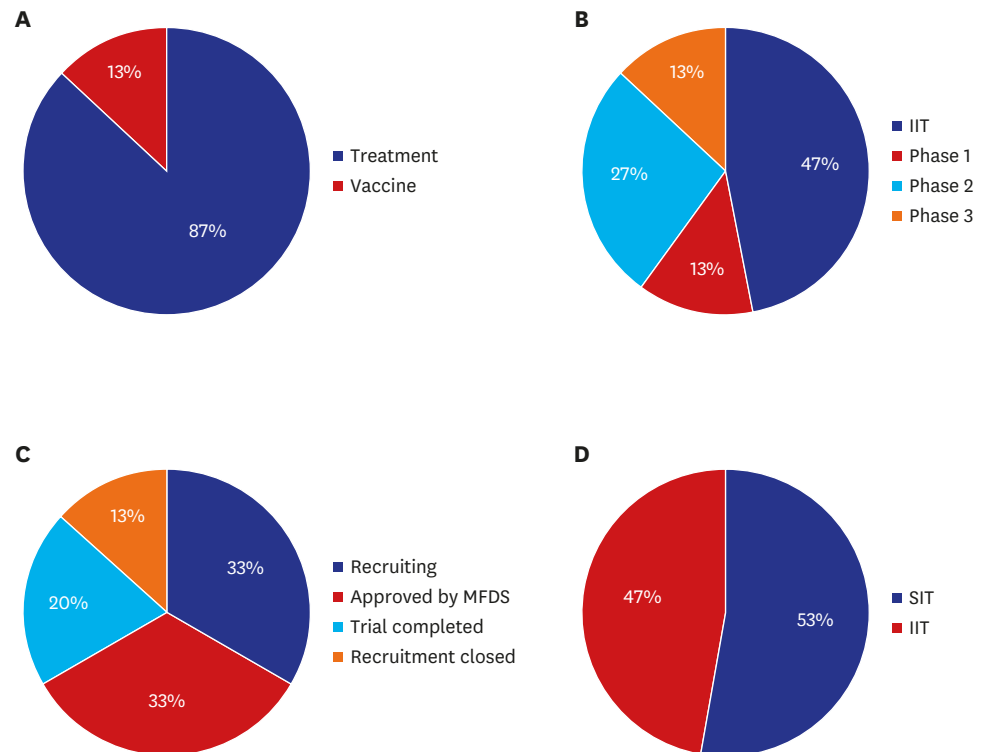 A
13%
87%
Treatment
Vaccine
B
13%
47%
27%
13%
IIT
Phase 1
Phase 2
Phase 3
C
13%
33%
20%
33%
Recruiting
Approved by MFDS
Trial completed
Recruitment closed
D
47%
53%
SIT
IIT